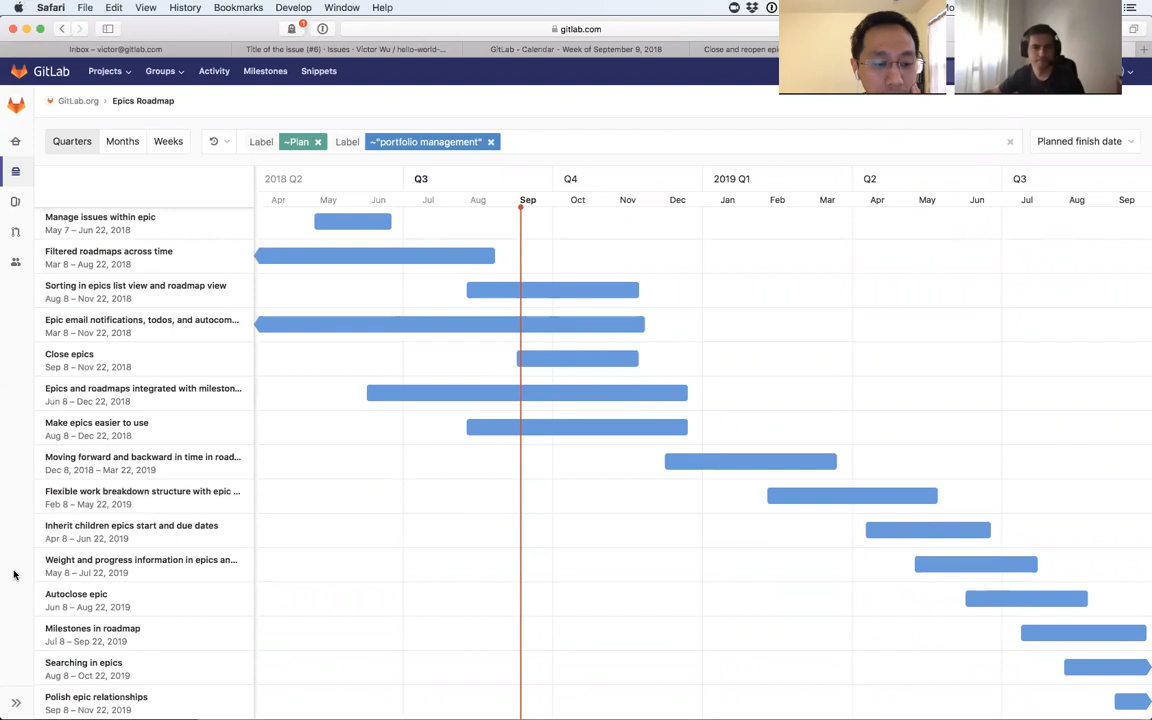 Safari File Edit View History Bookmarks Develop Window Help
1
gitlab.com
Inbox – victor@gitlab.com
Title of the issue (#6) · Issues · Victor Wu / hello-world-...
GitLab - Calendar - Week of September 9, 2018
Close and reopen epi
GitLab Projects Groups Activity Milestones Snippets
GitLab.org › Epics Roadmap
Quarters Months Weeks Label ~Plan × Label ~"portfolio management" × × Planned finish date
2018 Q2 Q3 Q4 2019 Q1 Q2 Q3
Apr May Jun Jul Aug Sep Oct Nov Dec Jan Feb Mar Apr May Jun Jul Aug Sep
Manage issues within epic
May 7 – Jun 22, 2018
Filtered roadmaps across time
Mar 8 – Aug 22, 2018
Sorting in epics list view and roadmap view
Aug 8 – Nov 22, 2018
Epic email notifications, todos, and autocom...
Mar 8 – Nov 22, 2018
Close epics
Sep 8 – Nov 22, 2018
Epics and roadmaps integrated with mileston...
Jun 8 – Dec 22, 2018
Make epics easier to use
Aug 8 – Dec 22, 2018
Moving forward and backward in time in road...
Dec 8, 2018 – Mar 22, 2019
Flexible work breakdown structure with epic ...
Feb 8 – May 22, 2019
Inherit children epics start and due dates
Apr 8 – Jun 22, 2019
Weight and progress information in epics an...
May 8 – Jul 22, 2019
Autoclose epic
Jun 8 – Aug 22, 2019
Milestones in roadmap
Jul 8 – Sep 22, 2019
Searching in epics
Aug 8 – Oct 22, 2019
Polish epic relationships
Sep 8 – Nov 22, 2019